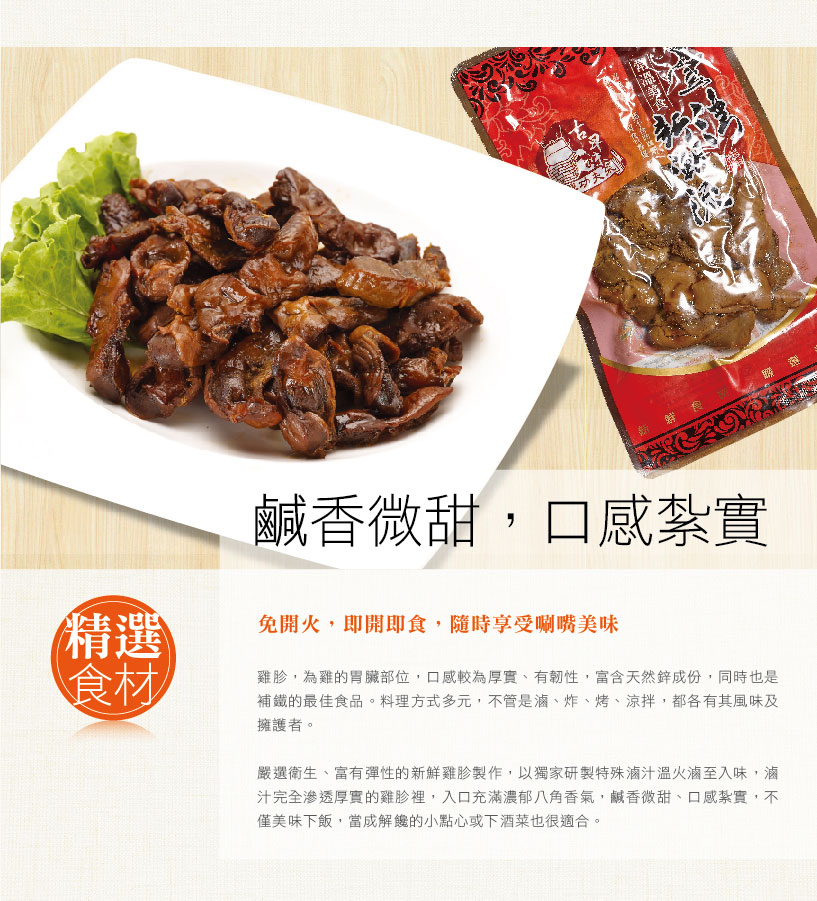 古早味
鹹香微甜，口感紮實
精選
食材
免開火，即開即食，隨時享受唰嘴美味
雞胗，為雞的胃臟部位，口感較為厚實、有韌性，富含天然鋅成份，同時也是
補鐵的最佳食品。料理方式多元，不管是滷、炸、烤、涼拌，都各有其風味及
擁護者。
嚴選衛生、富有彈性的新鮮雞胗製作，以獨家研製特殊滷汁溫火滷至入味，滷
汁完全滲透厚實的雞胗裡，入口充滿濃郁八角香氣，鹹香微甜、口感紮實，不
僅美味下飯，當成解饞的小點心或下酒菜也很適合。